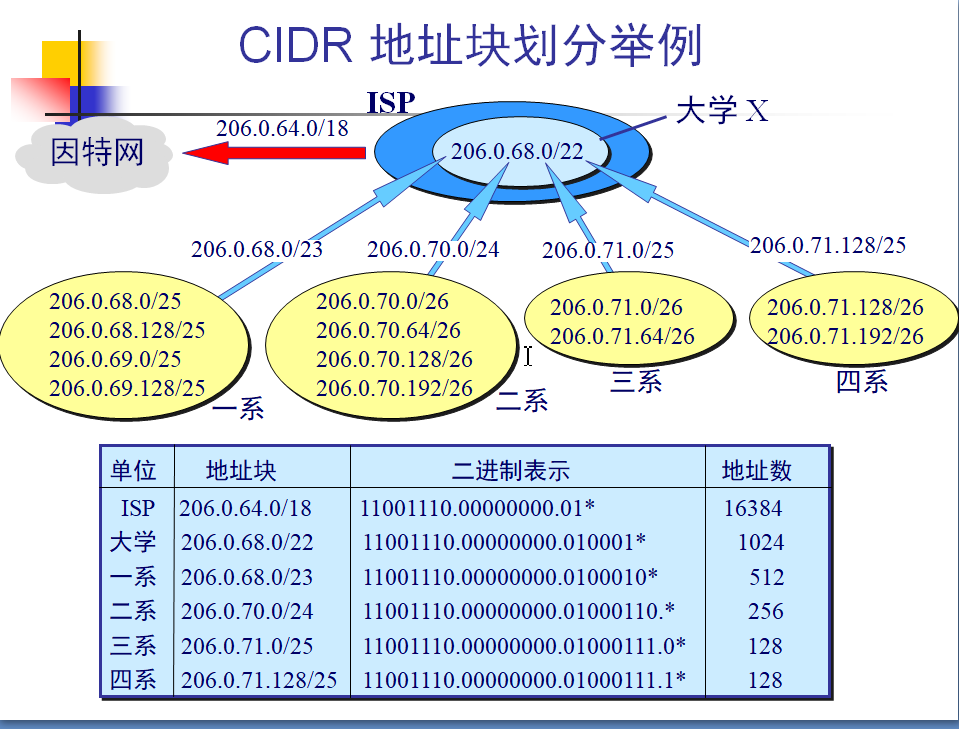 CIDR 地址块划分举例
ISP
大学 X
206.0.64.0/18
因特网
206.0.68.0/22
206.0.68.0/23
206.0.70.0/24
206.0.71.0/25
206.0.71.128/25
206.0.68.0/25
206.0.68.128/25
206.0.69.0/25
206.0.69.128/25
一系
206.0.70.0/26
206.0.70.64/26
206.0.70.128/26
206.0.70.192/26
二系
206.0.71.0/26
206.0.71.64/26
三系
206.0.71.128/26
206.0.71.192/26
四系
单位 地址块 二进制表示 地址数
ISP 206.0.64.0/18 11001110.00000000.01* 16384
大学 206.0.68.0/22 11001110.00000000.010001* 1024
一系 206.0.68.0/23 11001110.00000000.0100010* 512
二系 206.0.70.0/24 11001110.00000000.01000110.* 256
三系 206.0.71.0/25 11001110.00000000.01000111.0* 128
四系 206.0.71.128/25 11001110.00000000.01000111.1* 128